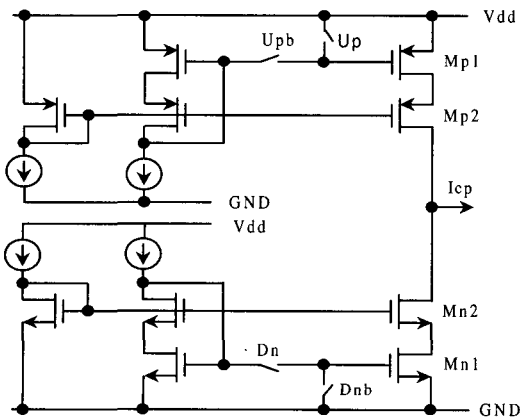 Vdd
Upb
Up
Mp1
Mp2
Icp
GND
Vdd
Mn2
Dn
Mn1
Dnb
GND